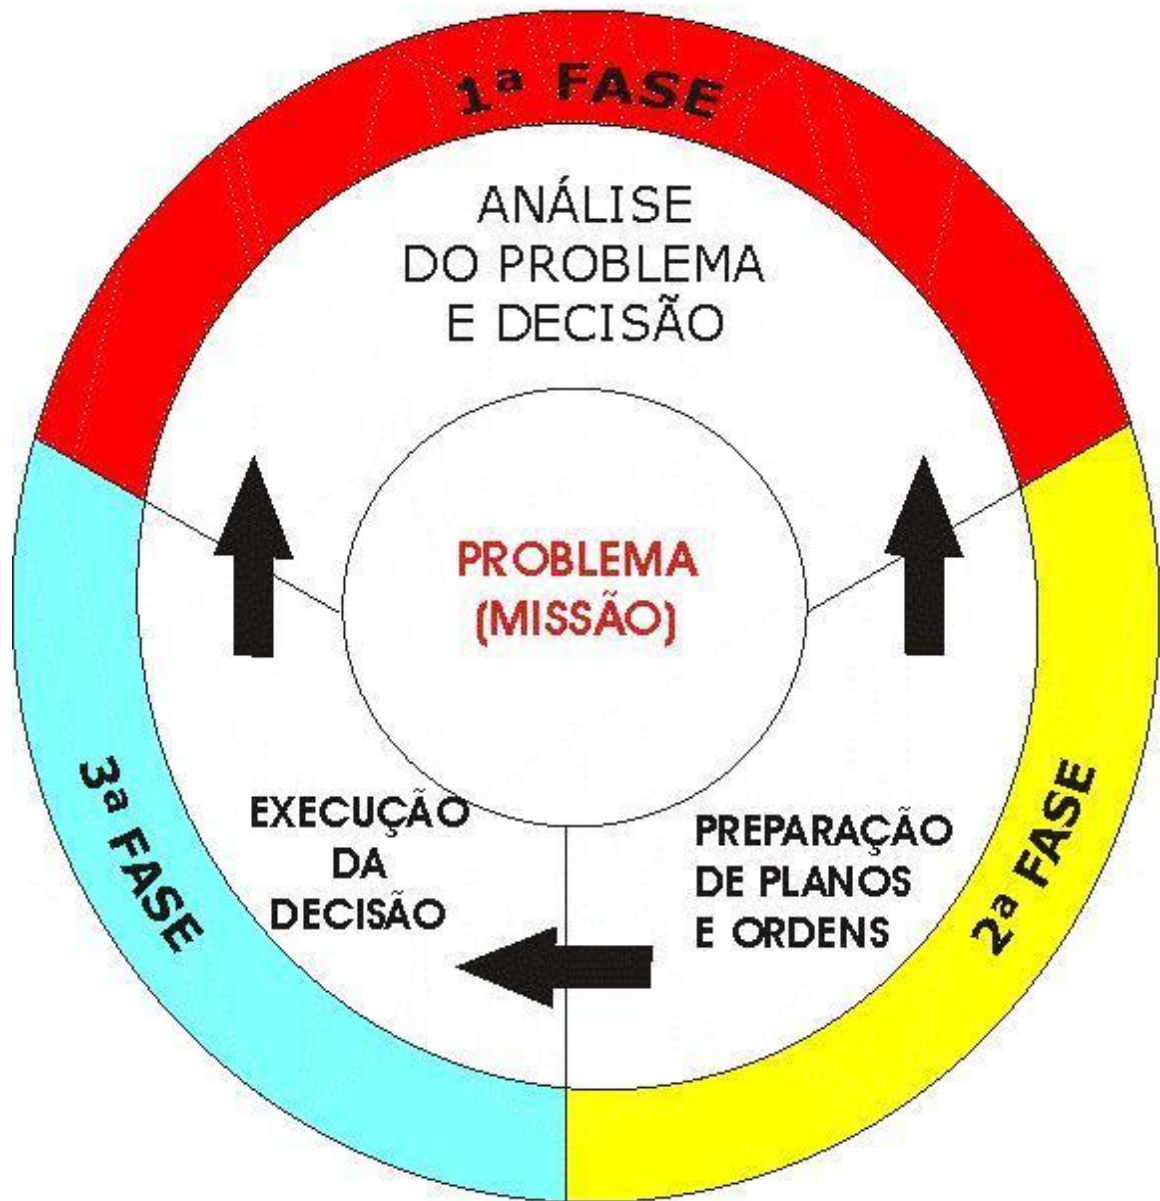 1ª FASE
ANÁLISE
DO PROBLEMA
E DECISÃO
PROBLEMA
(MISSÃO)
2ª FASE
PREPARAÇÃO
DE PLANOS
E ORDENS
3ª FASE
EXECUÇÃO
DA
DECISÃO